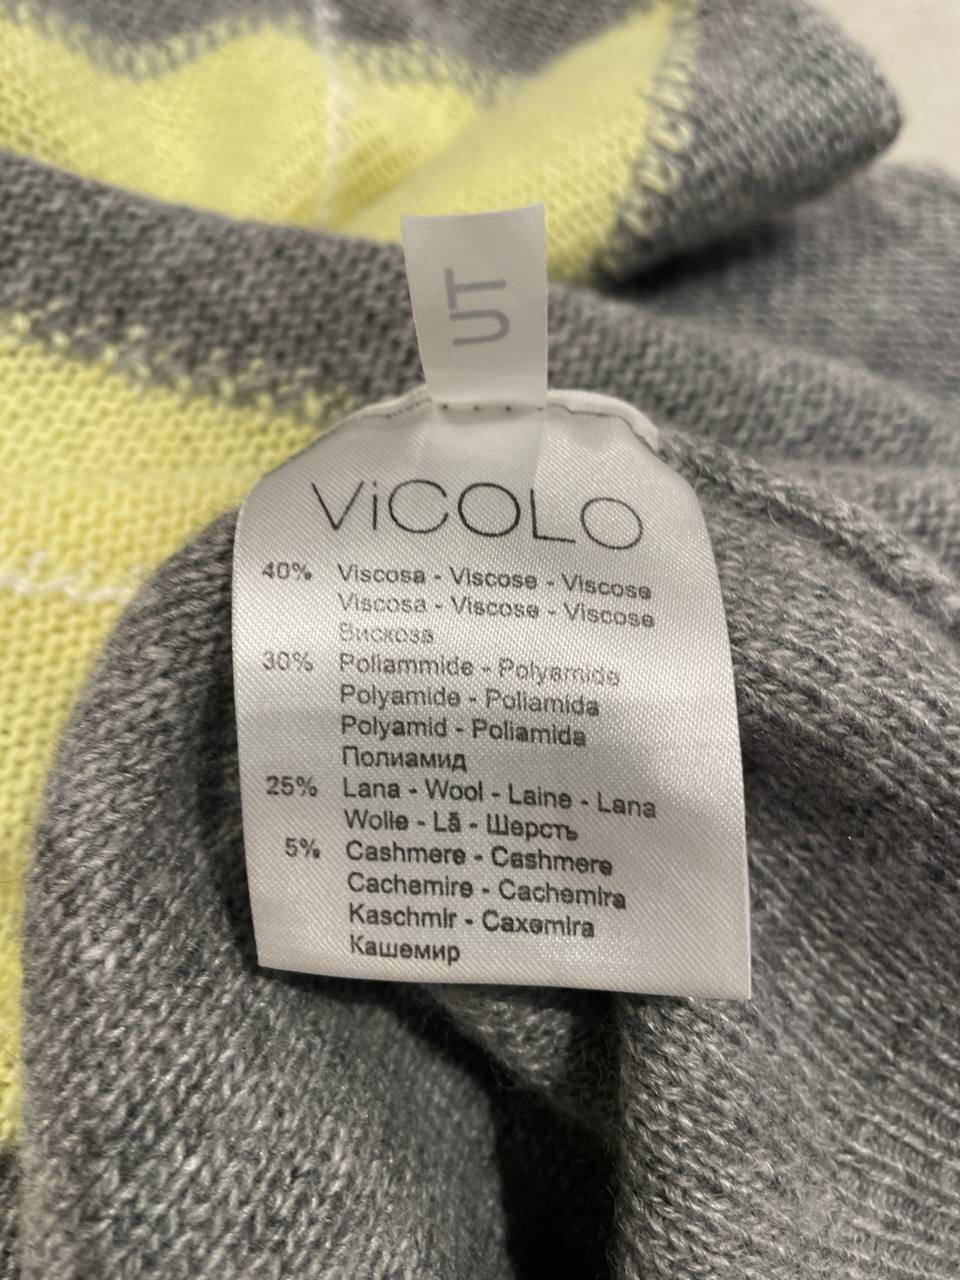 UT
ViCOLO
40% Viscosa - Viscose - Viscose
Viscosa - Viscose - Viscose
Вискоза
30% Poliammide - Polyamide
Polyamide - Poliamida
Polyamid - Poliamida
Полиамид
25% Lana - Wool - Laine - Lana
Wolle - Lã - Шерсть
5% Cashmere - Cashmere
Cachemire - Cachemira
Kaschmir - Caxemira
Кашемир